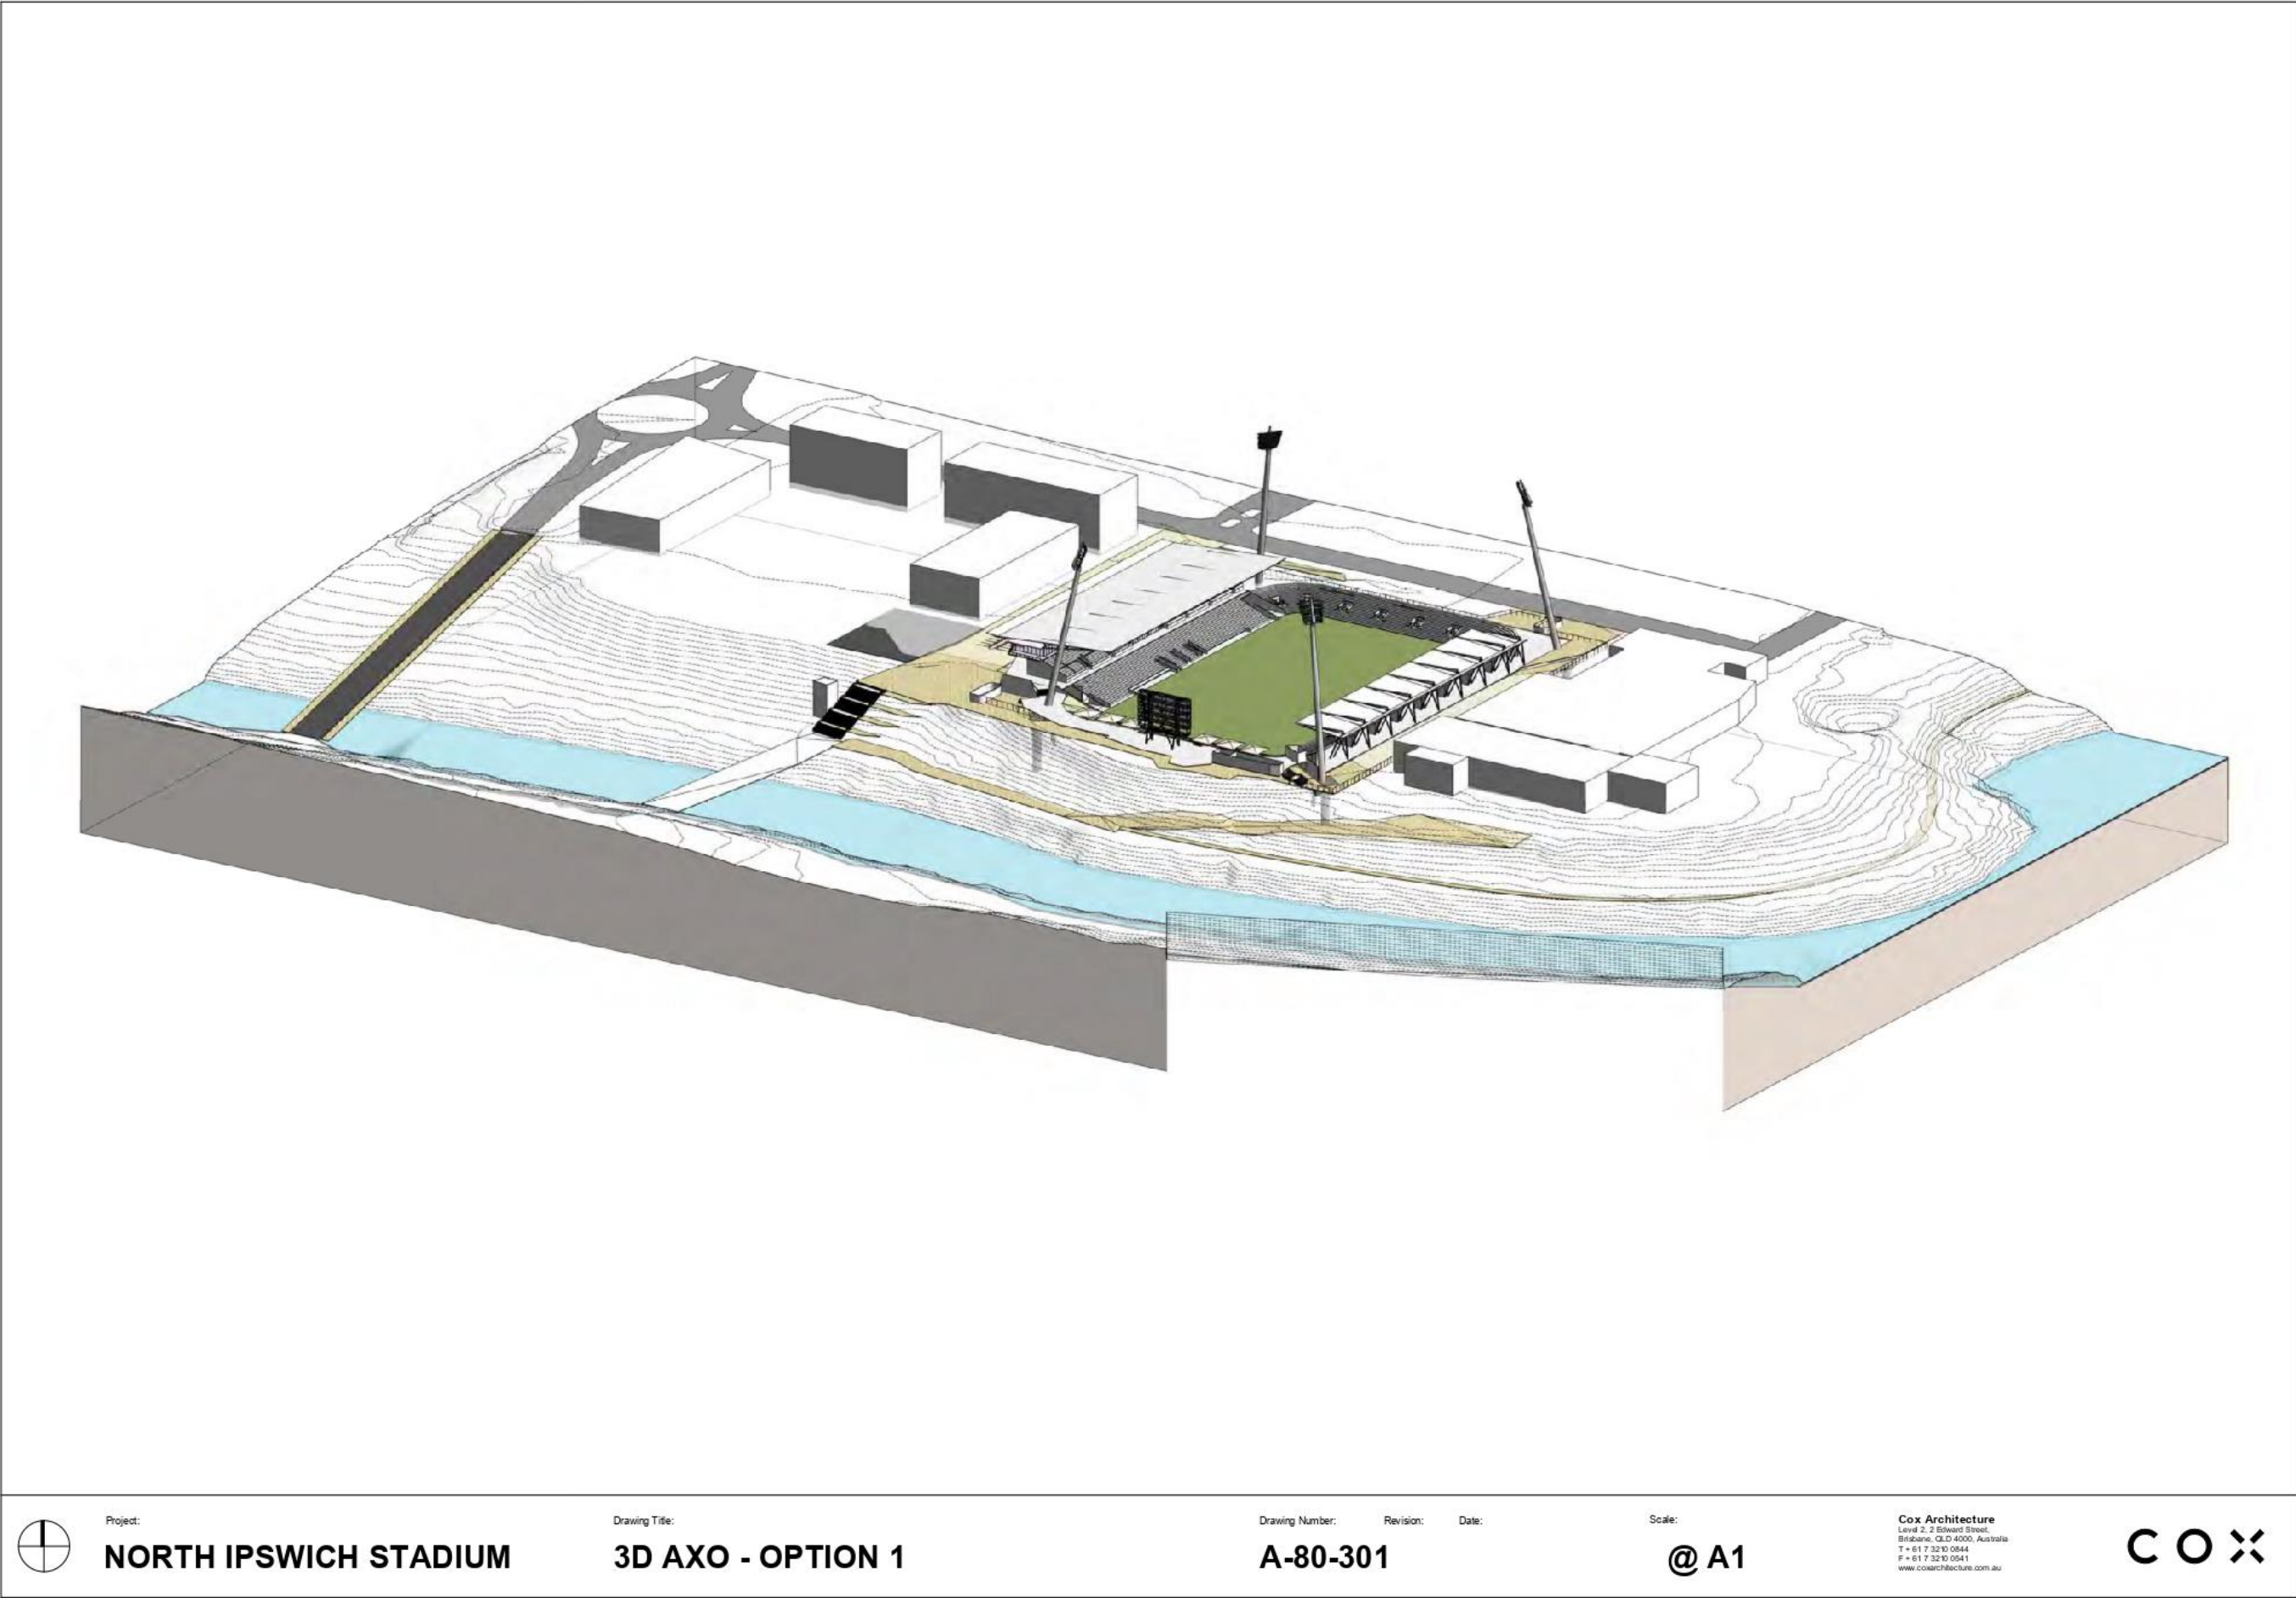 Project:
NORTH IPSWICH STADIUM
Drawing Title:
3D AXO - OPTION 1
Drawing Number:
A-80-301
Revision:
Date:
Scale:
@ A1
Cox Architecture
Level 2, 2 Edward Street,
Brisbane, QLD 4000, Australia
T + 61 7 3210 0844
F + 61 7 3210 0541
www.coxarchitecture.com.au
COX